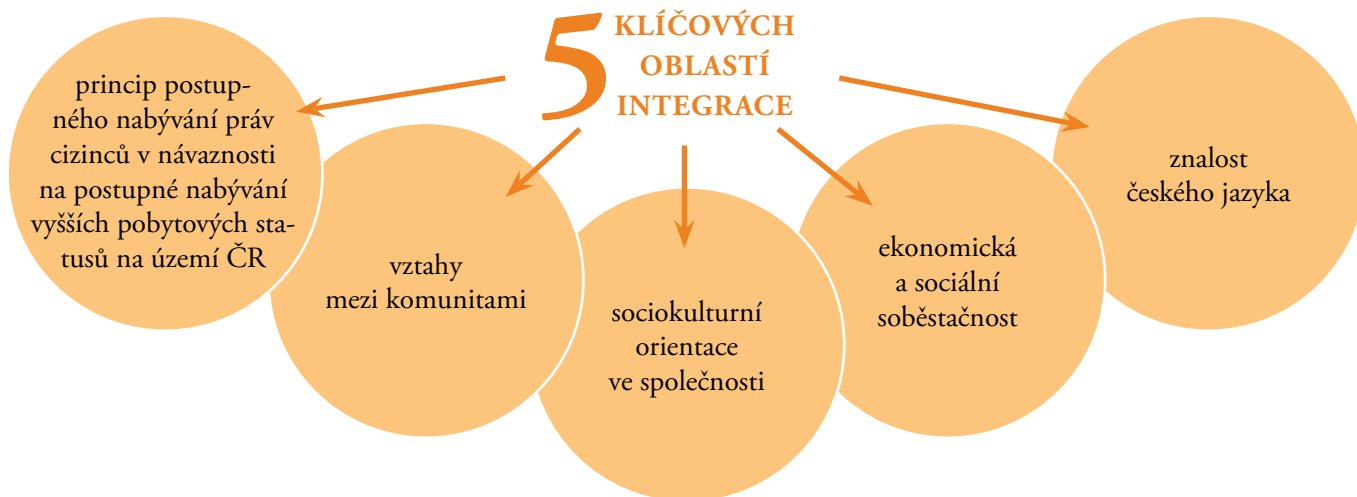 5 KLÍČOVÝCH
OBLASTÍ
INTEGRACE
princip postup-
ného nabývání práv
cizinců v návaznosti
na postupné nabývání
vyšších pobytových sta-
tusů na území ČR
vztahy
mezi komunitami
sociokulturní
orientace
ve společnosti
ekonomická
a sociální
soběstačnost
znalost
českého jazyka